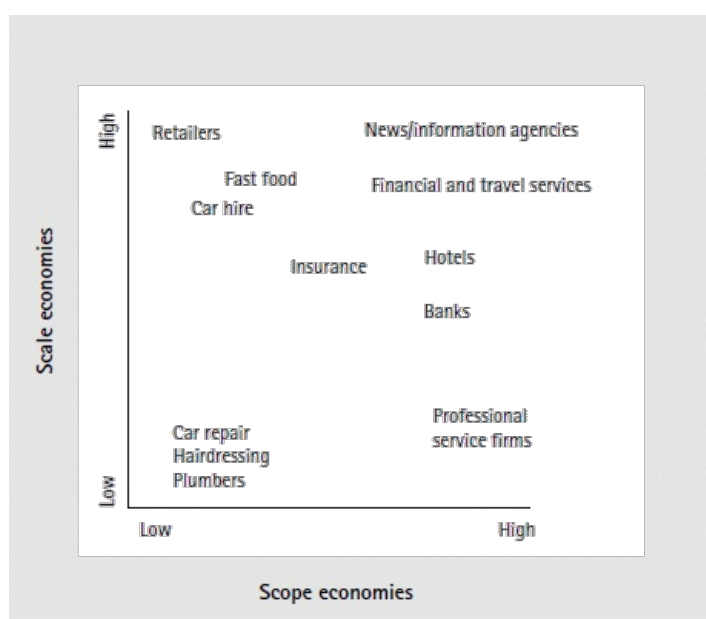 High
Retailers
News/information agencies
Fast food
Financial and travel services
Car hire
Scale economies
Insurance
Hotels
Banks
Professional
service firms
Car repair
Hairdressing
Plumbers
Low
Low
High
Scope economies